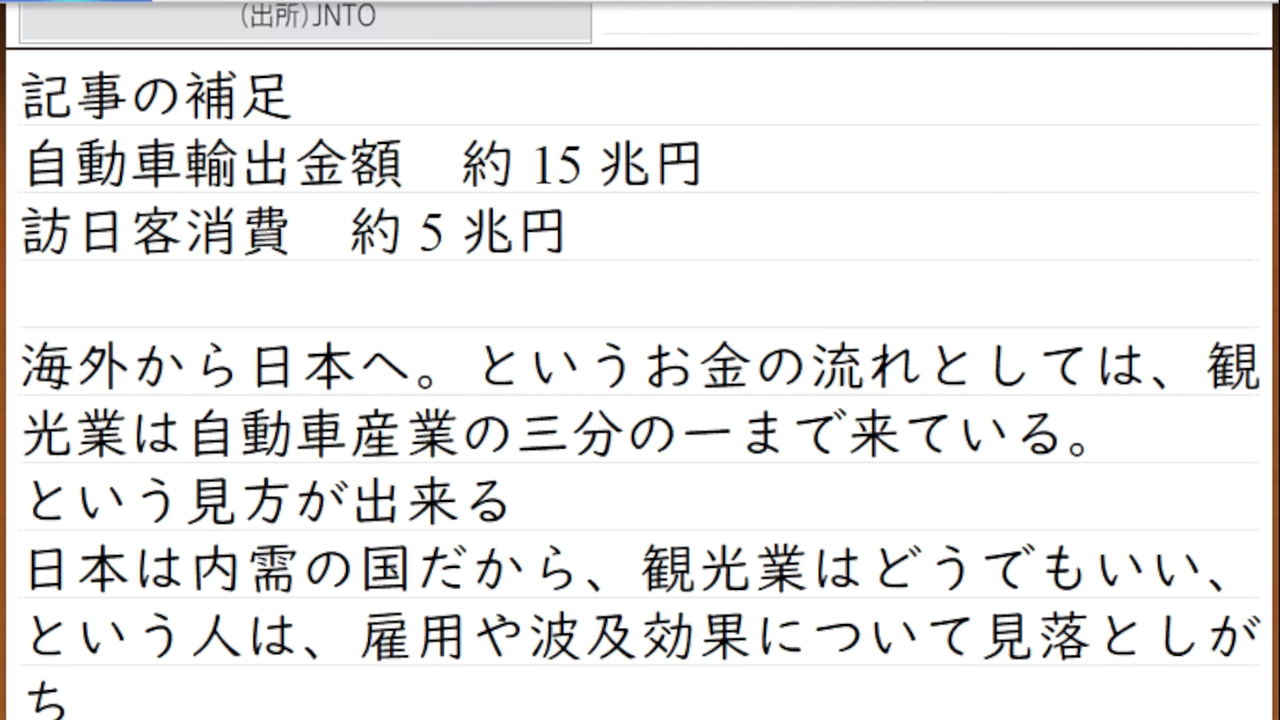 (出所)JNTO
記事の補足
自動車輸出金額　約 15 兆円
訪日客消費　約 5 兆円
海外から日本へ。というお金の流れとしては、観
光業は自動車産業の三分の一まで来ている。
という見方が出来る
日本は内需の国だから、観光業はどうでもいい、
という人は、雇用や波及効果について見落としが
ち